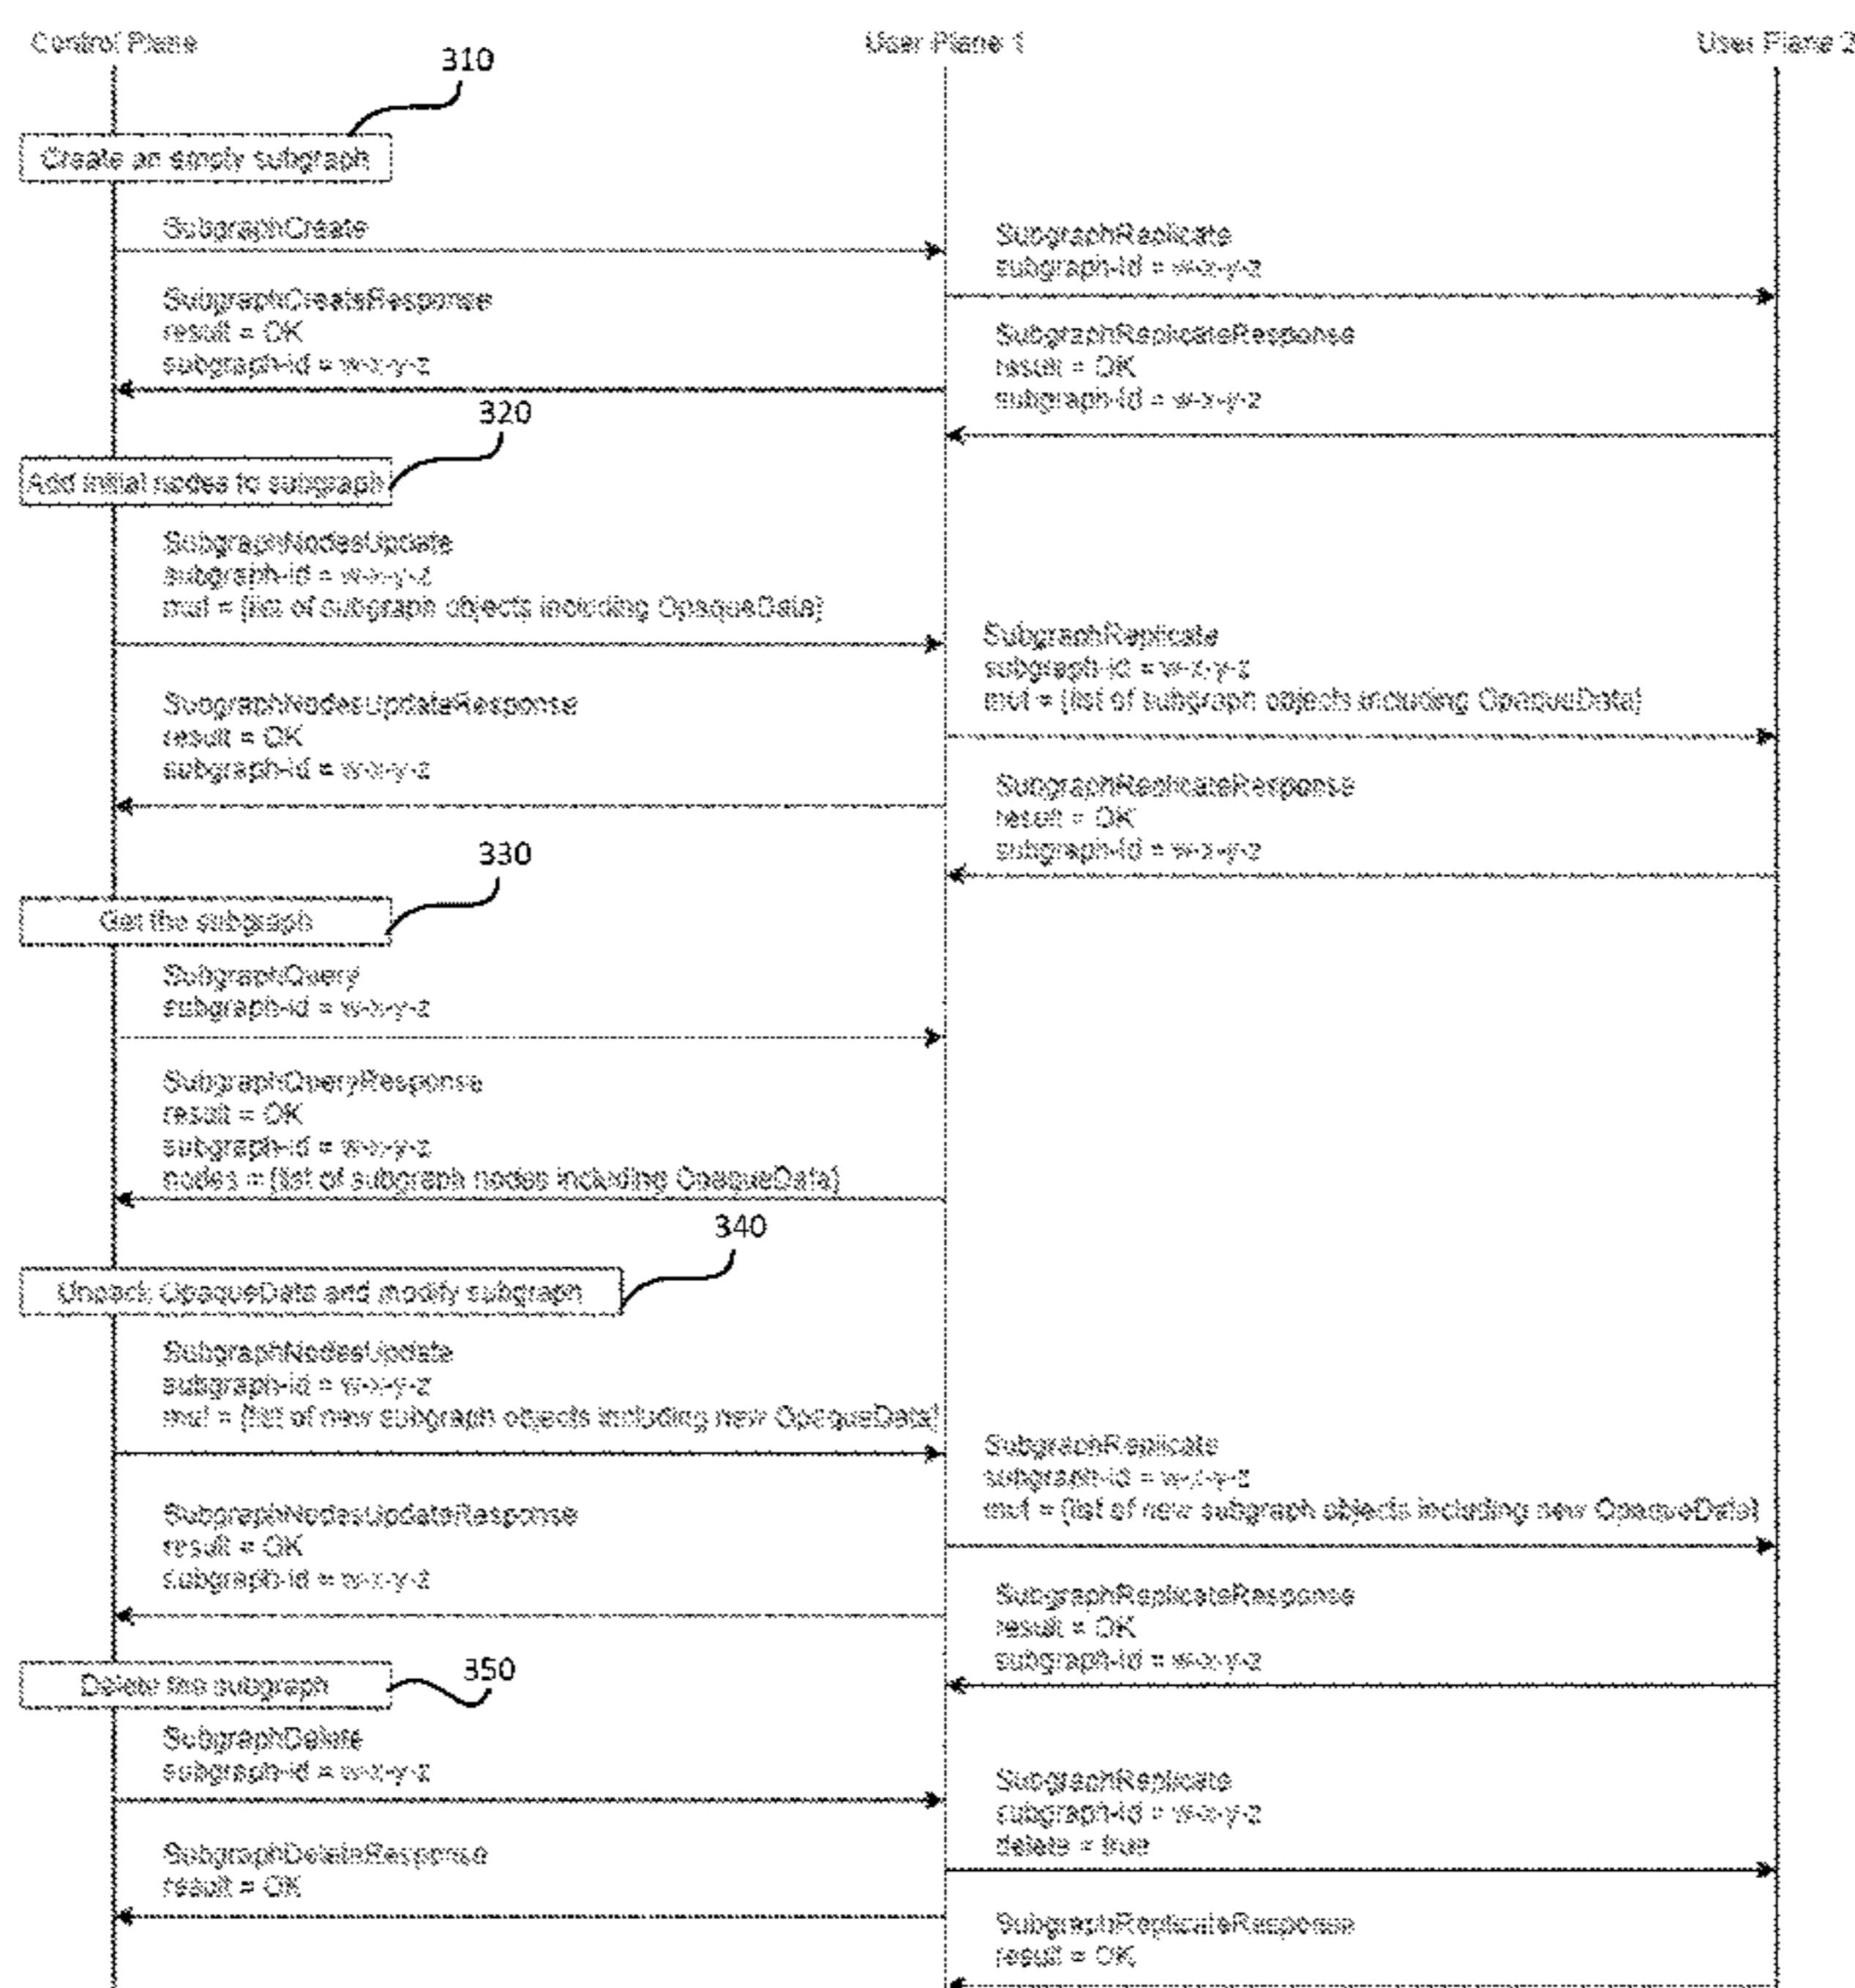 Control Plane
User Plane 1
User Plane 2
310
Create an empty subgraph
SubgraphCreate
SubgraphReplicate
subgraph-id = w-x-y-z
SubgraphCreateResponse
result = OK
subgraph-id = w-x-y-z
SubgraphReplicateResponse
result = OK
subgraph-id = w-x-y-z
320
Add initial nodes to subgraph
SubgraphNodesUpdate
subgraph-id = w-x-y-z
mut = [list of subgraph objects including OpaqueData]
SubgraphReplicate
subgraph-id = w-x-y-z
mut = [list of subgraph objects including OpaqueData]
SubgraphNodesUpdateResponse
result = OK
subgraph-id = w-x-y-z
SubgraphReplicateResponse
result = OK
subgraph-id = w-x-y-z
330
Get the subgraph
SubgraphQuery
subgraph-id = w-x-y-z
SubgraphQueryResponse
result = OK
subgraph-id = w-x-y-z
nodes = [list of subgraph nodes including OpaqueData]
340
Unpack OpaqueData and modify subgraph
SubgraphNodesUpdate
subgraph-id = w-x-y-z
mut = [list of new subgraph objects including new OpaqueData]
SubgraphReplicate
subgraph-id = w-x-y-z
mut = [list of new subgraph objects including new OpaqueData]
SubgraphNodesUpdateResponse
result = OK
subgraph-id = w-x-y-z
SubgraphReplicateResponse
result = OK
subgraph-id = w-x-y-z
350
Delete the subgraph
SubgraphDelete
subgraph-id = w-x-y-z
SubgraphReplicate
subgraph-id = w-x-y-z
delete = true
SubgraphDeleteResponse
result = OK
SubgraphReplicateResponse
result = OK